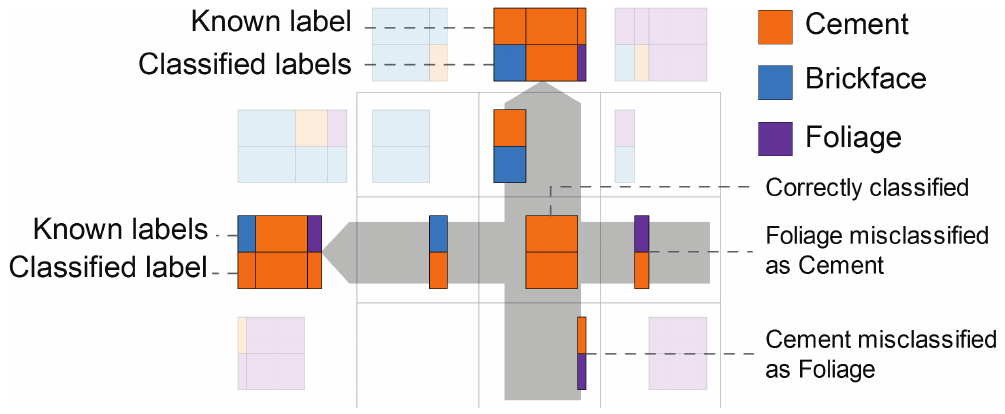 Known label
Classified labels
Cement
Brickface
Foliage
Correctly classified
Known labels
Classified label
Foliage misclassified
as Cement
Cement misclassified
as Foliage